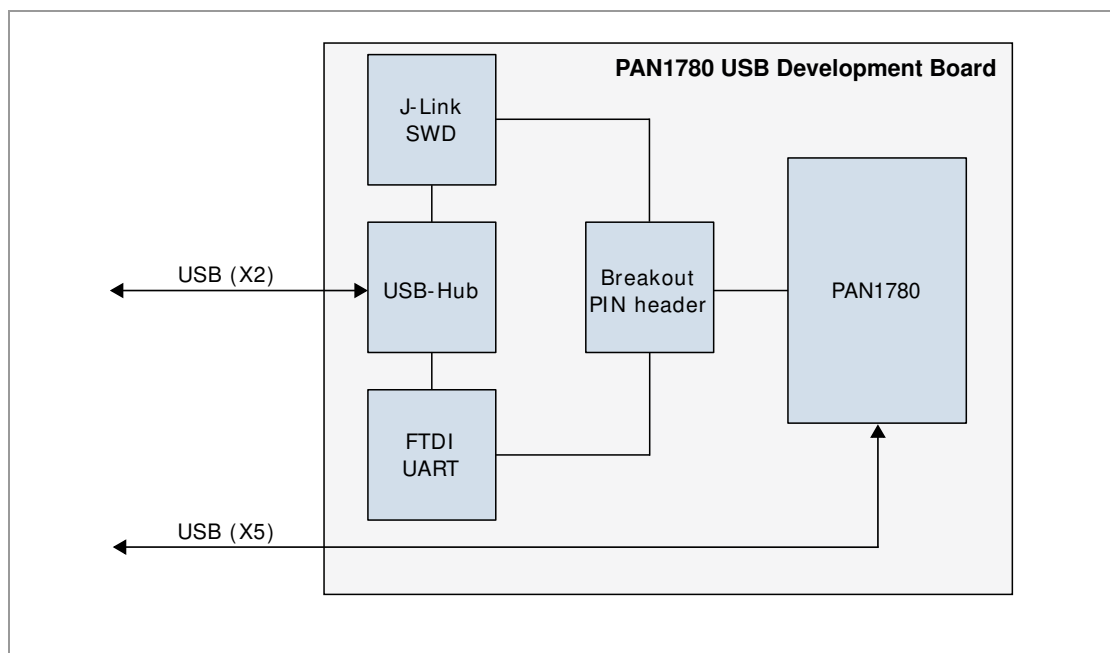 PAN1780 USB Development Board
J-Link
SWD
USB (X2)
USB-Hub
Breakout
PIN header
PAN1780
FTDI
UART
USB (X5)